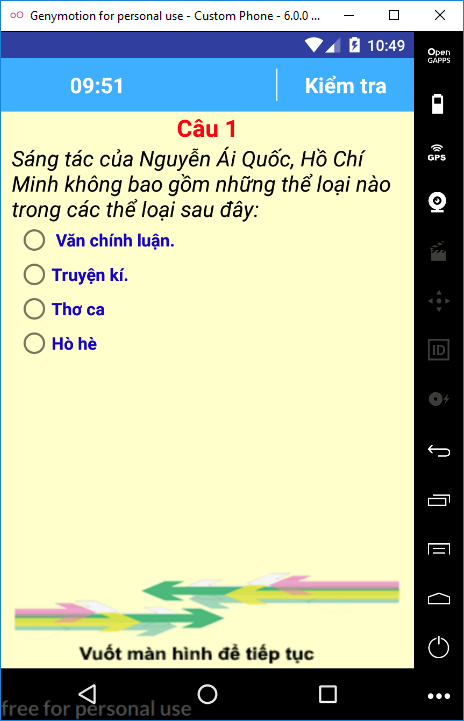 Genymotion for personal use - Custom Phone - 6.0.0 ...
10:49
09:51
Kiểm tra
Câu 1
Sáng tác của Nguyễn Ái Quốc, Hồ Chí
Minh không bao gồm những thể loại nào
trong các thể loại sau đây:
Văn chính luận.
Truyện kí.
Thơ ca
Hò hè
Vuốt màn hình để tiếp tục
free for personal use
Open
GAPPS
GPS
ID